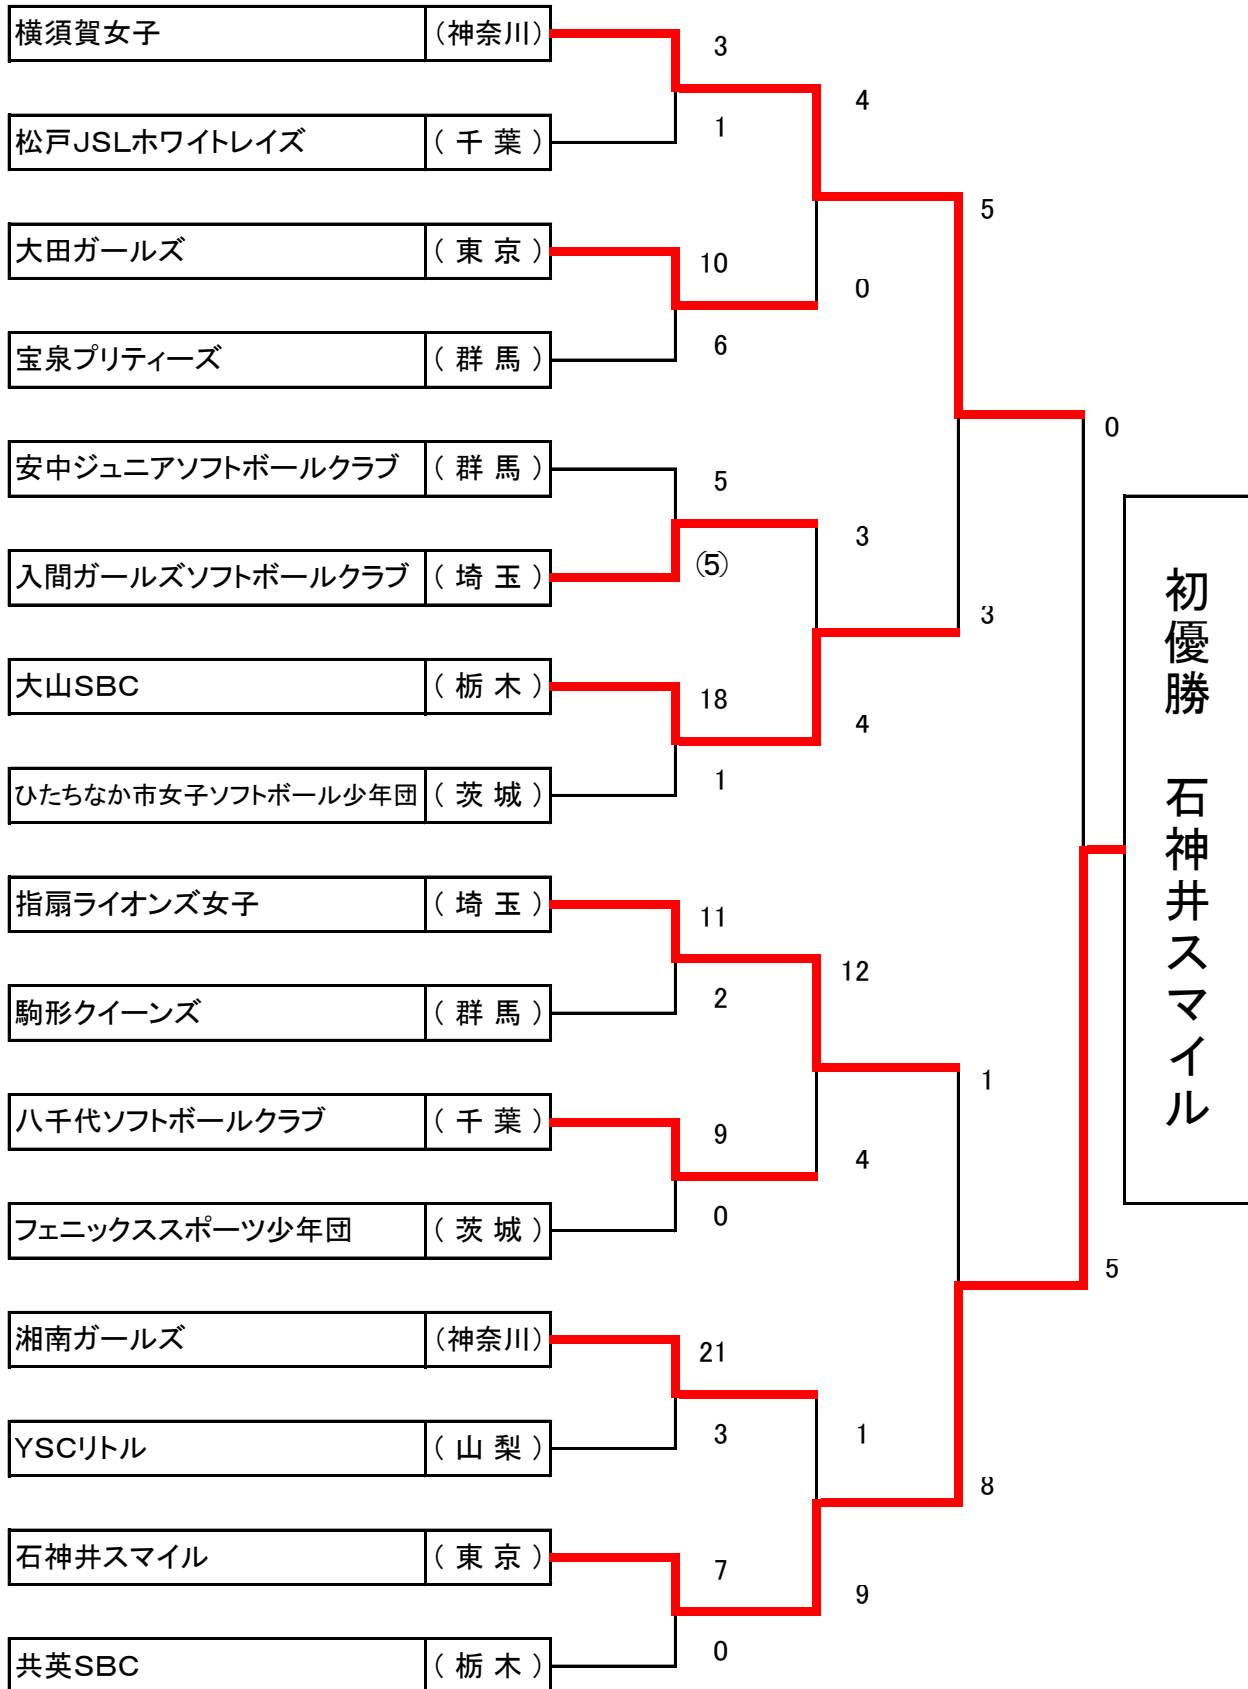 横須賀女子 (神奈川)
3
4
1
松戸JSLホワイトレイズ (千葉)
5
大田ガールズ (東京)
10
0
6
宝泉プリティーズ (群馬)
0
安中ジュニアソフトボールクラブ (群馬)
5
3
(5)
入間ガールズソフトボールクラブ (埼玉)
3
大山SBC (栃木)
18
4
1
ひたちなか市女子ソフトボール少年団 (茨城)
初優勝 石神井スマイル
指扇ライオンズ女子 (埼玉)
11
12
2
駒形クイーンズ (群馬)
1
八千代ソフトボールクラブ (千葉)
9
4
0
フェニックススポーツ少年団 (茨城)
5
湘南ガールズ (神奈川)
21
1
3
YSCリトル (山梨)
8
石神井スマイル (東京)
7
9
0
共英SBC (栃木)